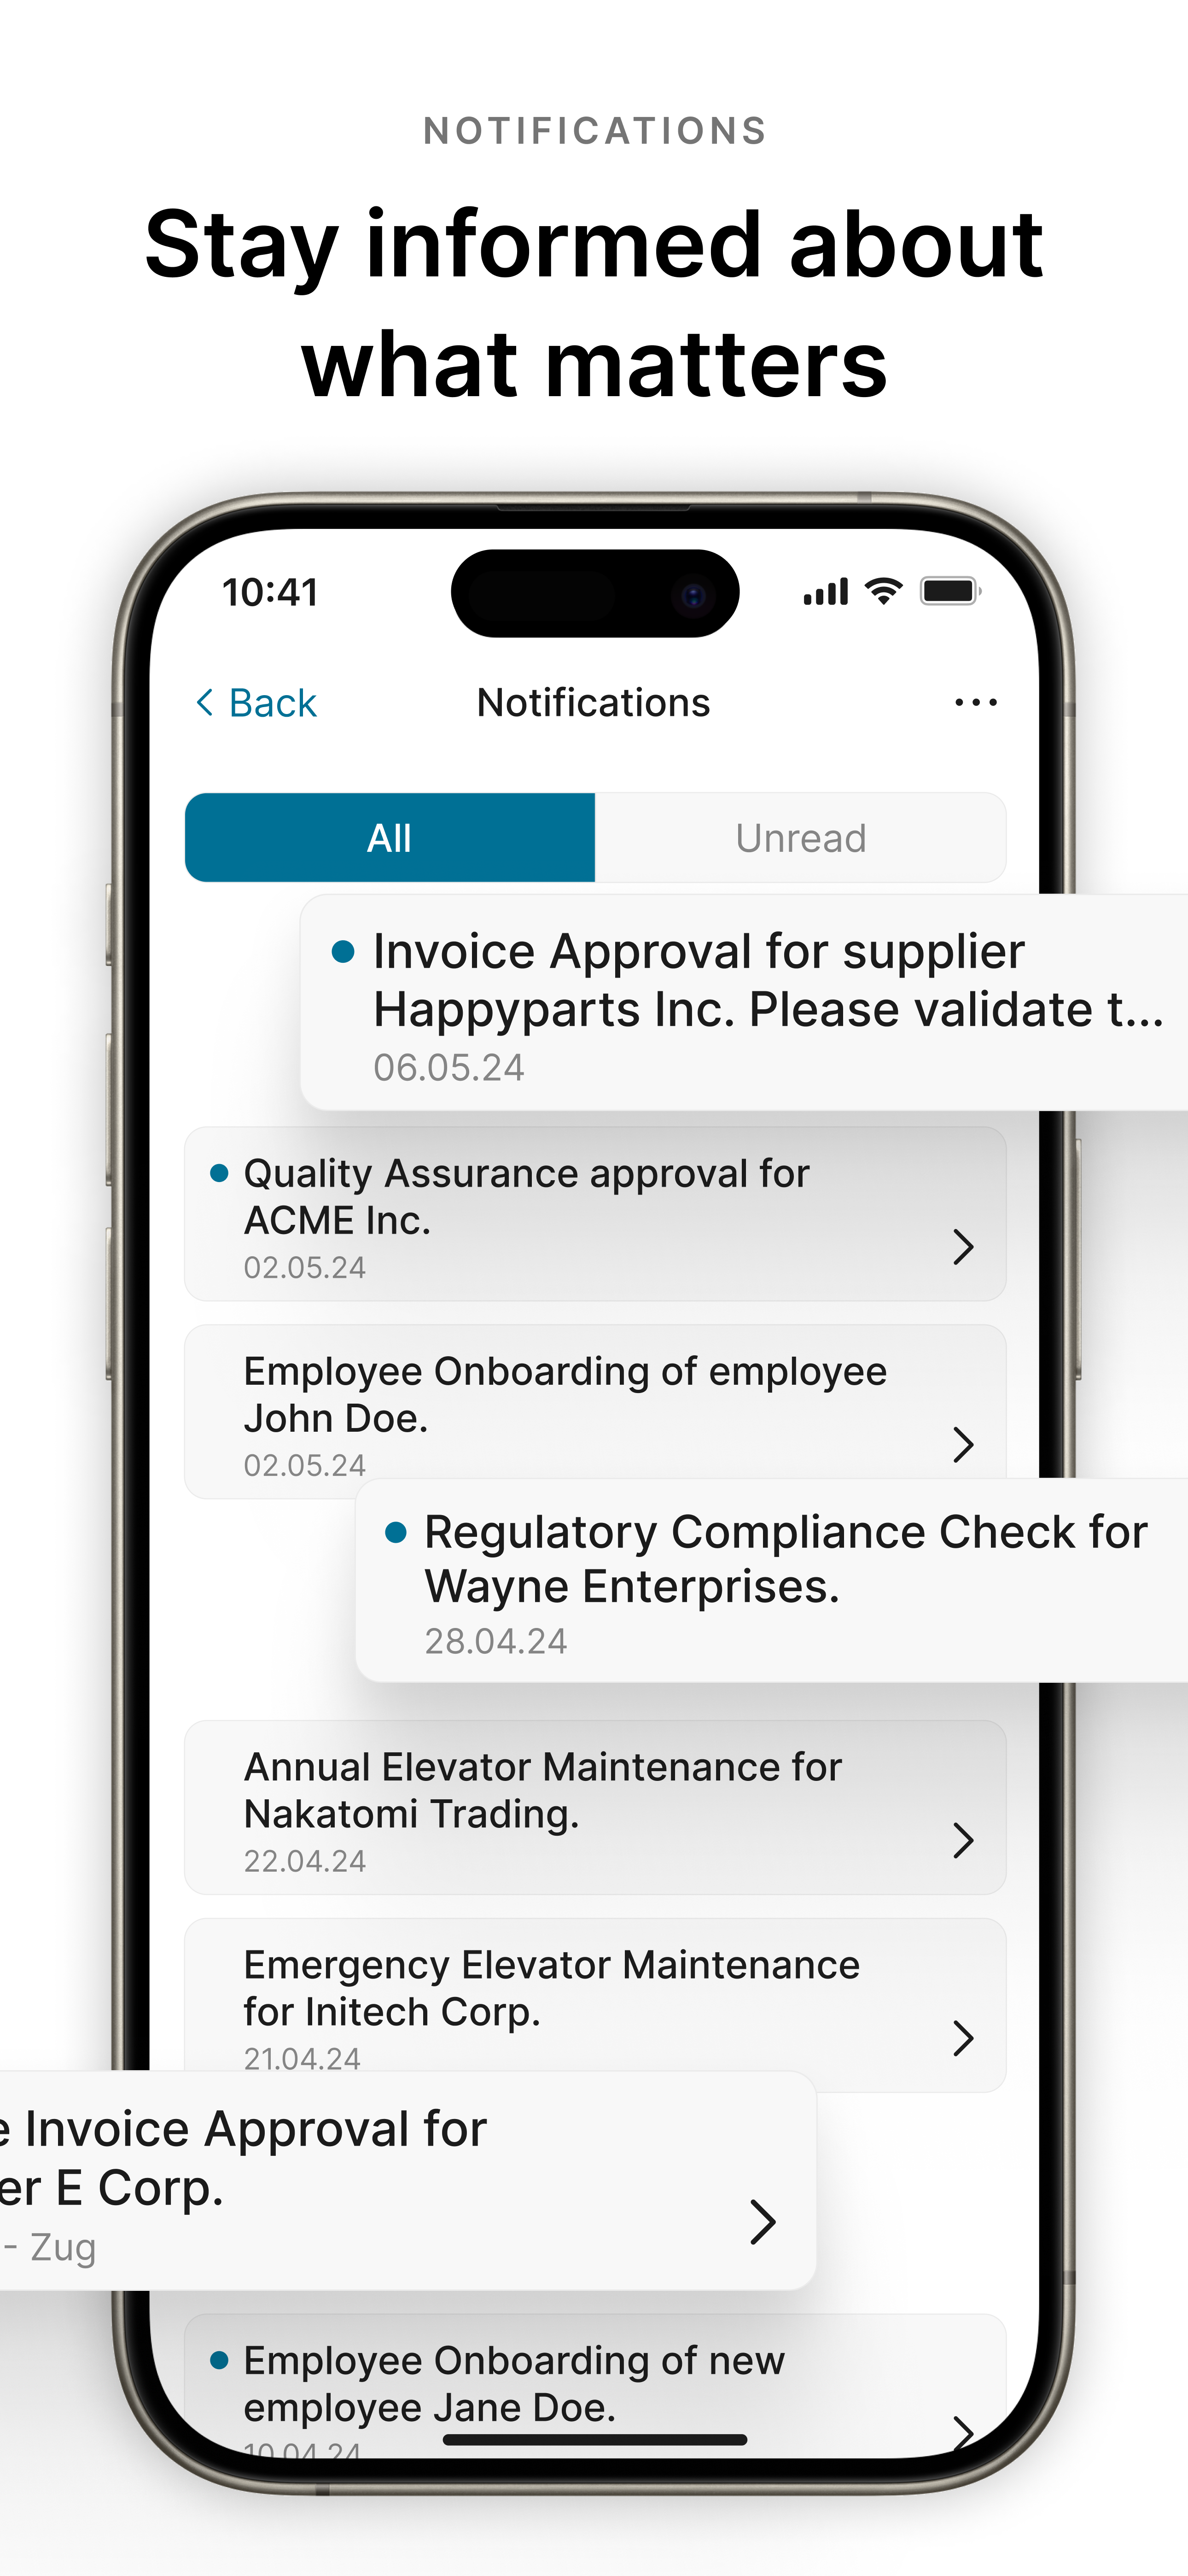 NOTIFICATIONS
Stay informed about
what matters
10:41
Back
Notifications
All
Unread
Invoice Approval for supplier
Happyparts Inc. Please validate t...
06.05.24
Quality Assurance approval for
ACME Inc.
02.05.24
Employee Onboarding of employee
John Doe.
02.05.24
Regulatory Compliance Check for
Wayne Enterprises.
28.04.24
Annual Elevator Maintenance for
Nakatomi Trading.
22.04.24
Emergency Elevator Maintenance
for Initech Corp.
21.04.24
Invoice Approval for
E Corp.
- Zug
Employee Onboarding of new
employee Jane Doe.
10.04.24